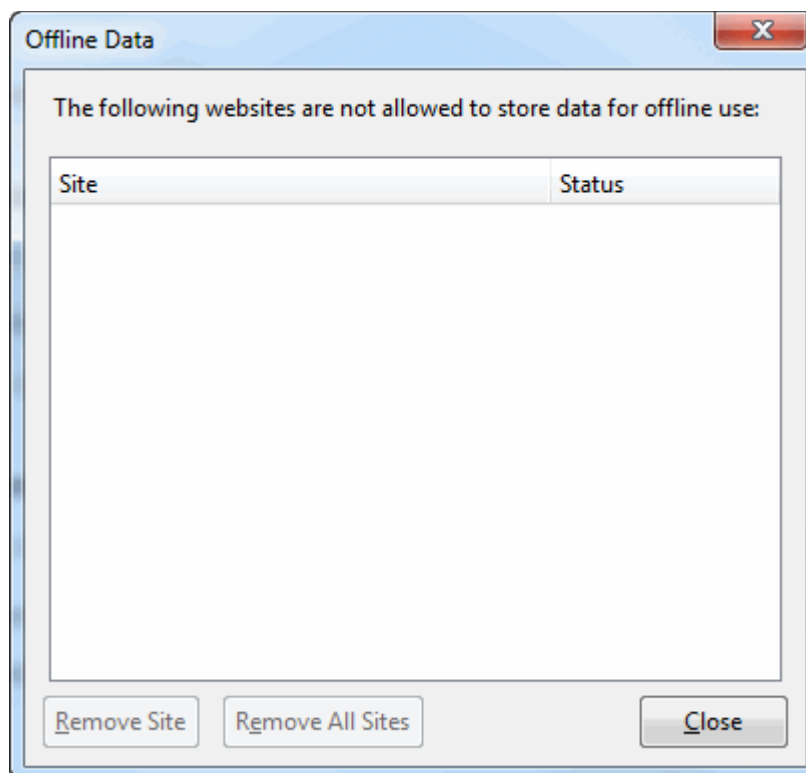 Offline Data
The following websites are not allowed to store data for offline use:
Site Status
Remove Site Remove All Sites Close